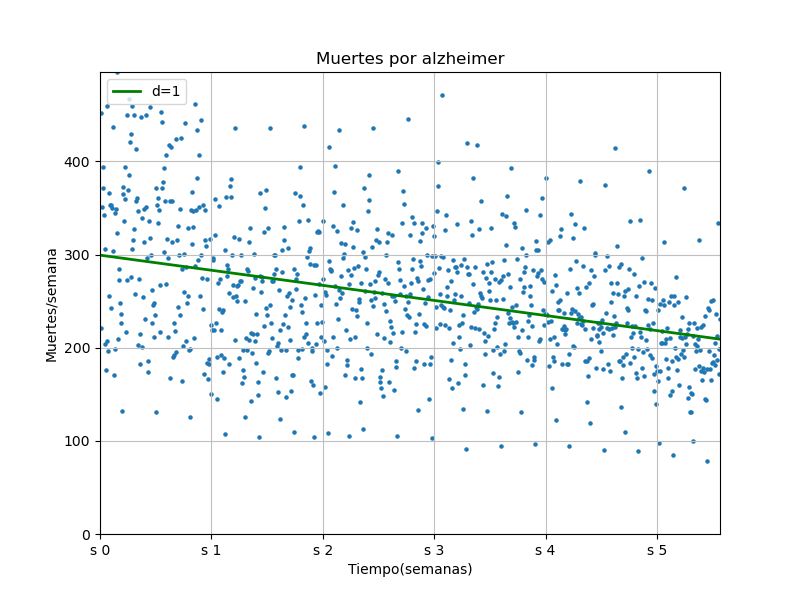 Muertes por alzheimer
d=1
Muertes/semana
400
300
200
100
0
s 0
s 1
s 2
s 3
s 4
s 5
Tiempo(semanas)